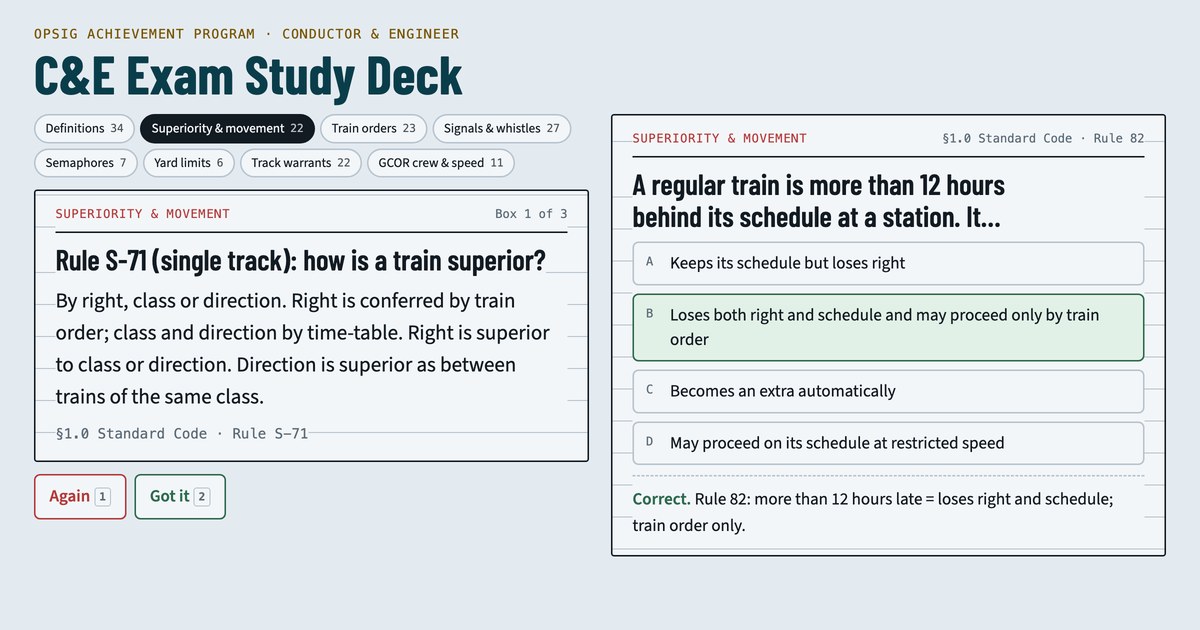 OPSIG ACHIEVEMENT PROGRAM · CONDUCTOR & ENGINEER
C&E Exam Study Deck
Definitions 34
Superiority & movement 22
Train orders 23
Signals & whistles 27
Semaphores 7
Yard limits 6
Track warrants 22
GCOR crew & speed 11
SUPERIORITY & MOVEMENT
Box 1 of 3
Rule S-71 (single track): how is a train superior?
By right, class or direction. Right is conferred by train
order; class and direction by time-table. Right is superior
to class or direction. Direction is superior as between
trains of the same class.
§1.0 Standard Code · Rule S-71
Again 1
Got it 2
SUPERIORITY & MOVEMENT
§1.0 Standard Code · Rule 82
A regular train is more than 12 hours
behind its schedule at a station. It...
A Keeps its schedule but loses right
B Loses both right and schedule and may proceed only by train
order
C Becomes an extra automatically
D May proceed on its schedule at restricted speed
Correct. Rule 82: more than 12 hours late = loses right and schedule;
train order only.